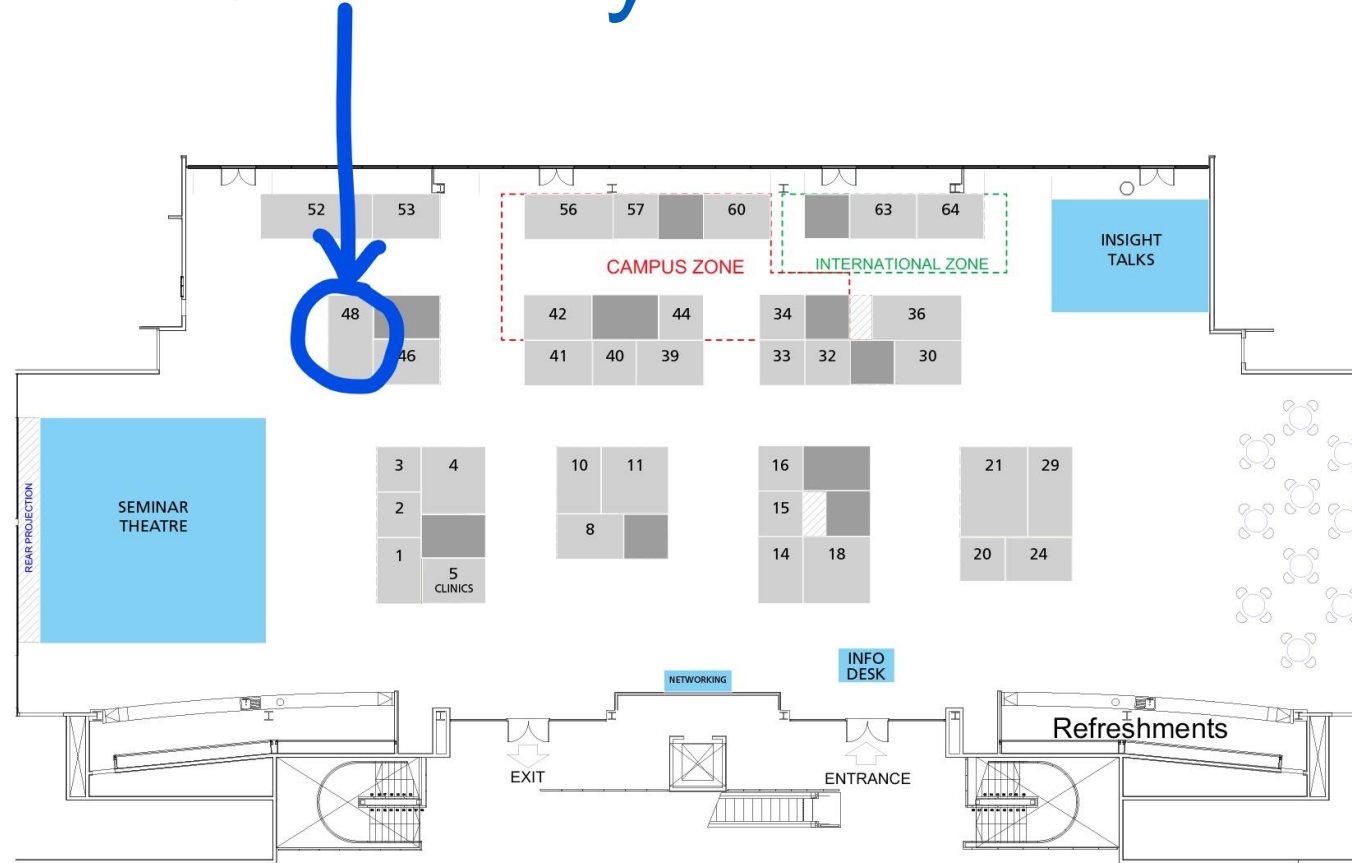 52 53 56 57 60 63 64
INSIGHT
TALKS
CAMPUS ZONE
INTERNATIONAL ZONE
48 42 44 34 36
46 41 40 39 33 32 30
3 4 10 11 16 21 29
REAR PROJECTION
SEMINAR
THEATRE
2 15
8
1 14 18 20 24
5
CLINICS
INFO
DESK
NETWORKING
Refreshments
EXIT
ENTRANCE